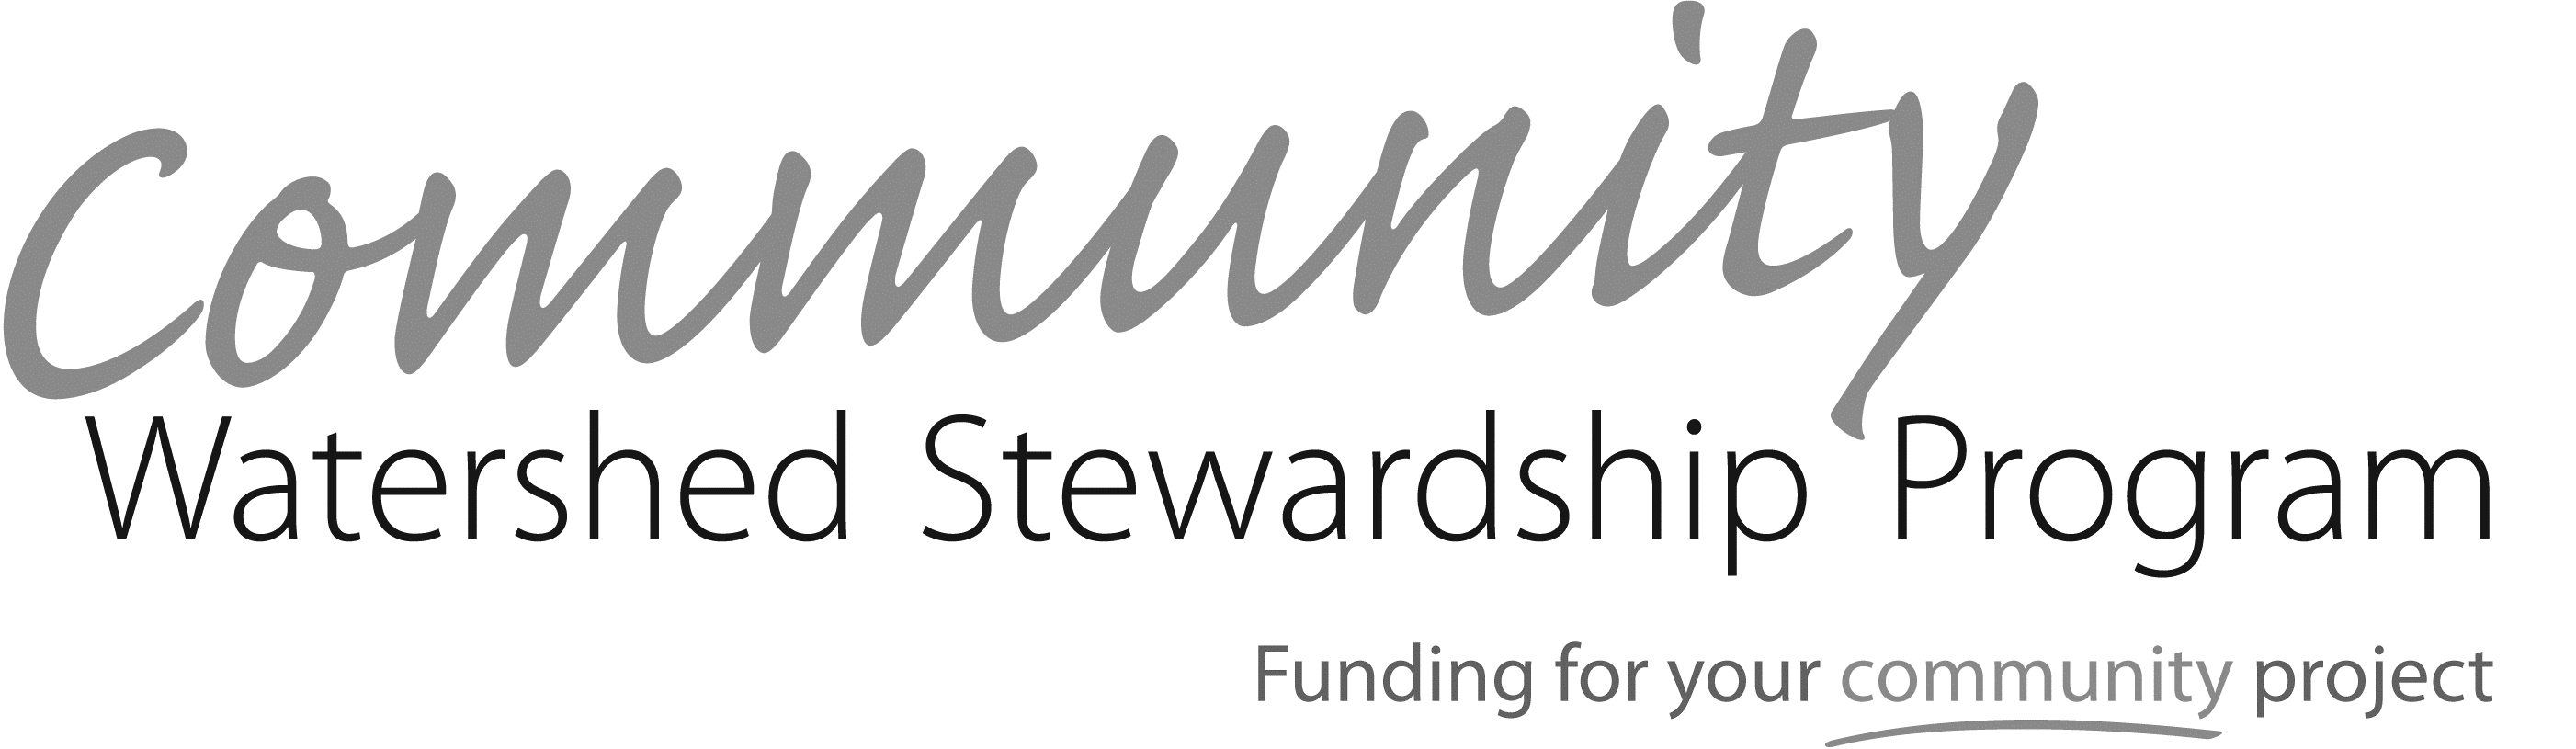 Community
Watershed Stewardship Program
Funding for your community project